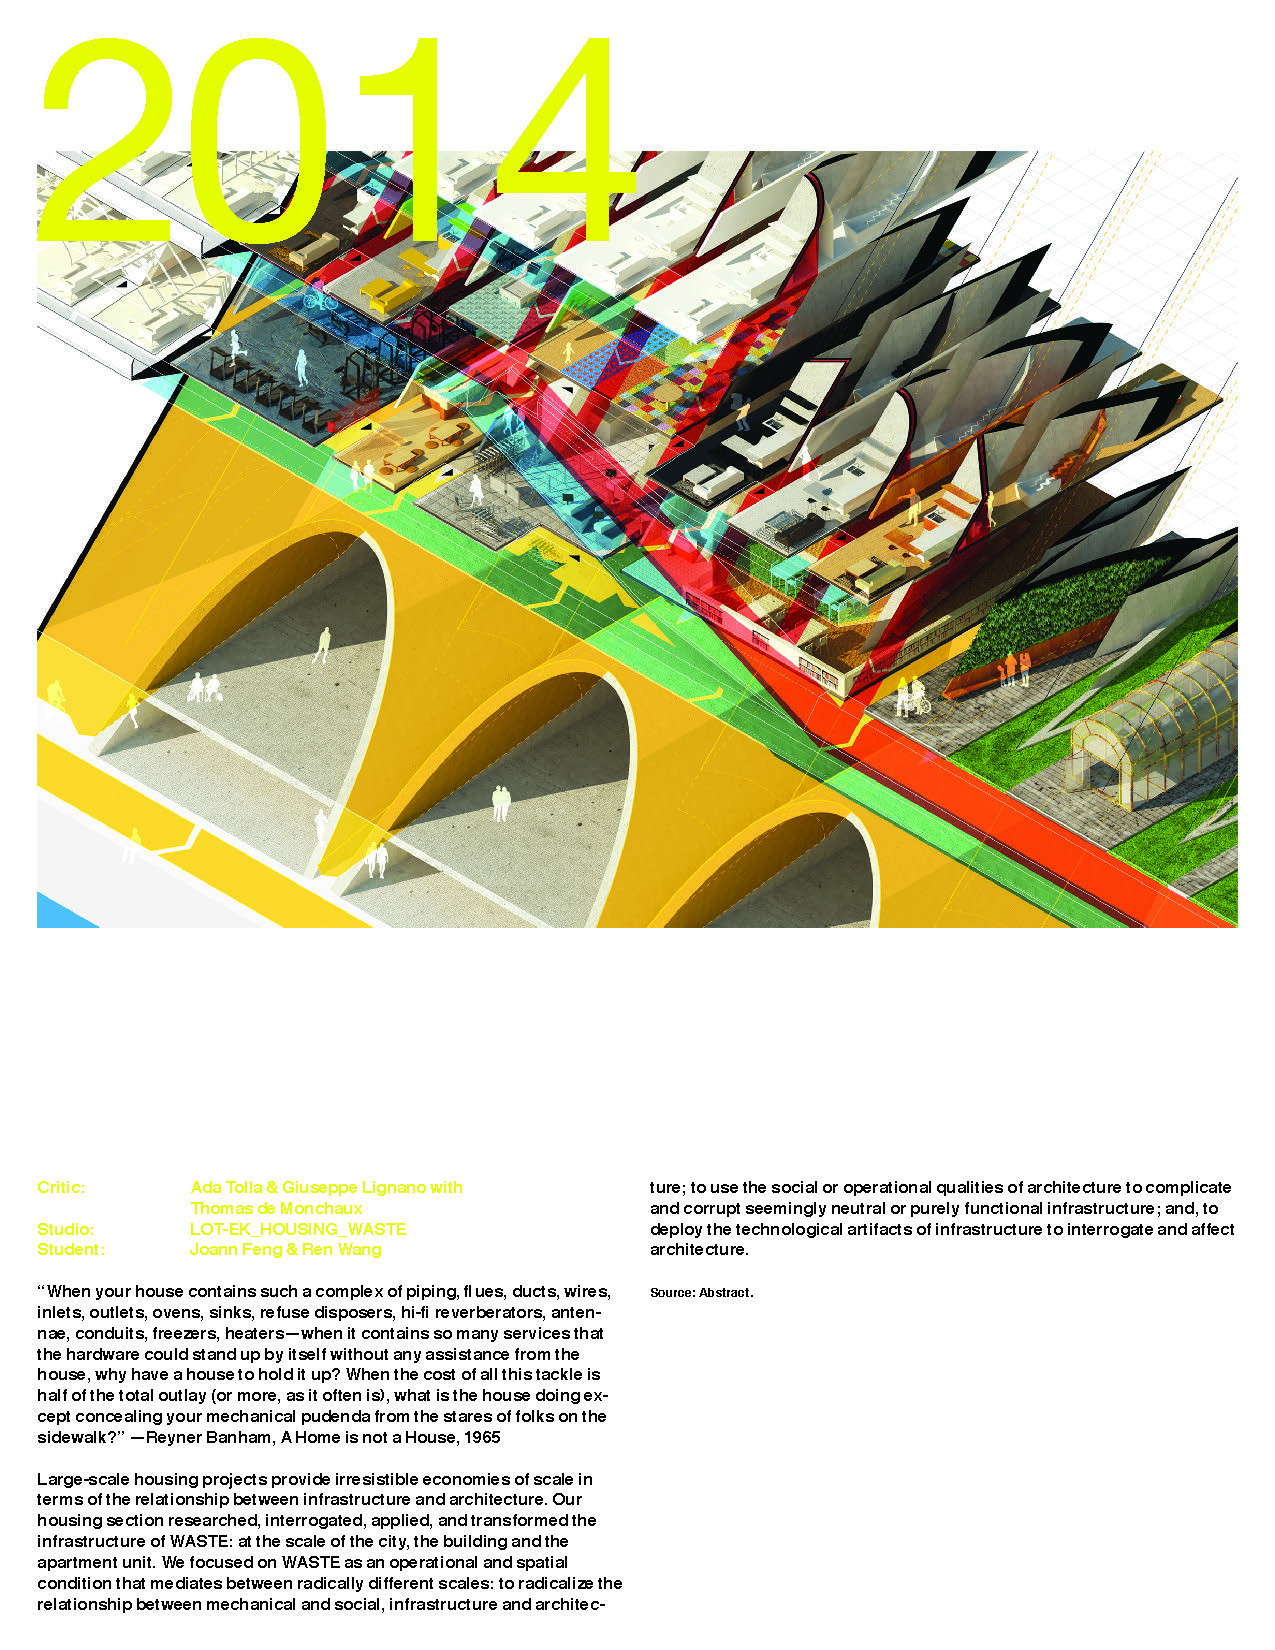 2014
Critic: Ada Tolla & Giuseppe Lignano with
Thomas de Monchaux
Studio: LOT-EK_HOUSING_WASTE
Student: Joann Feng & Ren Wang
“When your house contains such a complex of piping, flues, ducts, wires,
inlets, outlets, ovens, sinks, refuse disposers, hi-fi reverberators, anten-
nae, conduits, freezers, heaters—when it contains so many services that
the hardware could stand up by itself without any assistance from the
house, why have a house to hold it up? When the cost of all this tackle is
half of the total outlay (or more, as it often is), what is the house doing ex-
cept concealing your mechanical pudenda from the stares of folks on the
sidewalk?” —Reyner Banham, A Home is not a House, 1965
Large-scale housing projects provide irresistible economies of scale in
terms of the relationship between infrastructure and architecture. Our
housing section researched, interrogated, applied, and transformed the
infrastructure of WASTE: at the scale of the city, the building and the
apartment unit. We focused on WASTE as an operational and spatial
condition that mediates between radically different scales: to radicalize the
relationship between mechanical and social, infrastructure and architec-
ture; to use the social or operational qualities of architecture to complicate
and corrupt seemingly neutral or purely functional infrastructure; and, to
deploy the technological artifacts of infrastructure to interrogate and affect
architecture.
Source: Abstract.